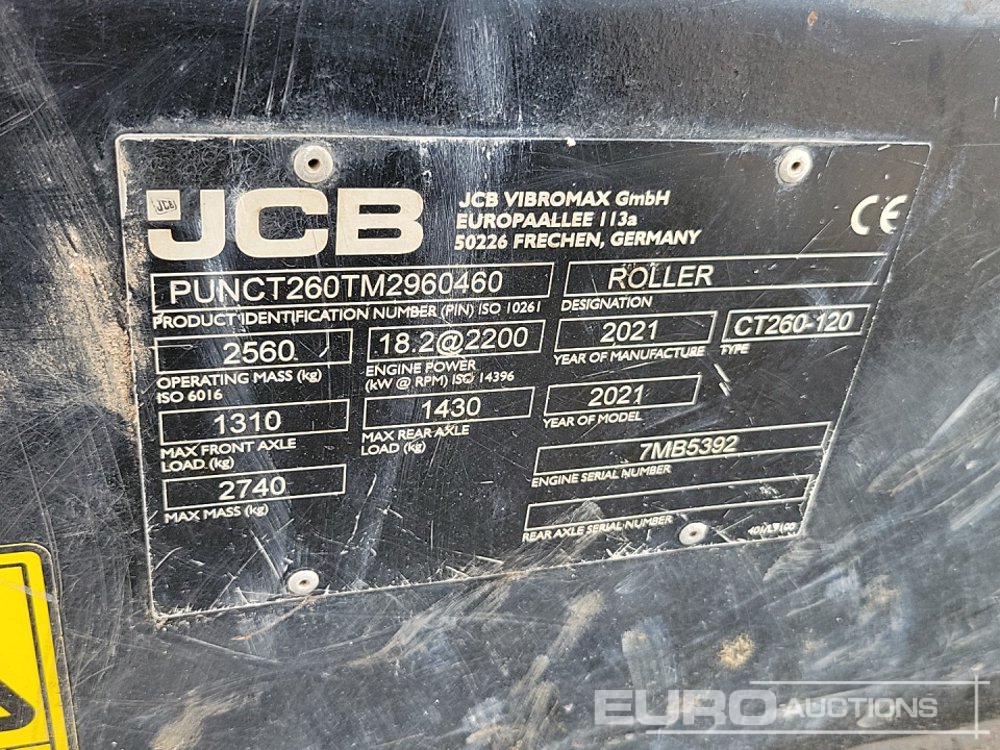 JCB
JCB
JCB VIBROMAX GmbH
EUROPAALLEE 113a
50226 FRECHEN, GERMANY
CE
PUNCT260TM2960460
PRODUCT IDENTIFICATION NUMBER (PIN) ISO 10261
ROLLER
DESIGNATION
2560
OPERATING MASS (kg)
ISO 6016
18.2@2200
ENGINE POWER
(kW @ RPM) ISO 14396
2021
YEAR OF MANUFACTURE
CT260-120
TYPE
1310
MAX FRONT AXLE
LOAD (kg)
1430
MAX REAR AXLE
LOAD (kg)
2021
YEAR OF MODEL
2740
MAX MASS (kg)
7MB5392
ENGINE SERIAL NUMBER
REAR AXLE SERIAL NUMBER
EURO AUCTIONS